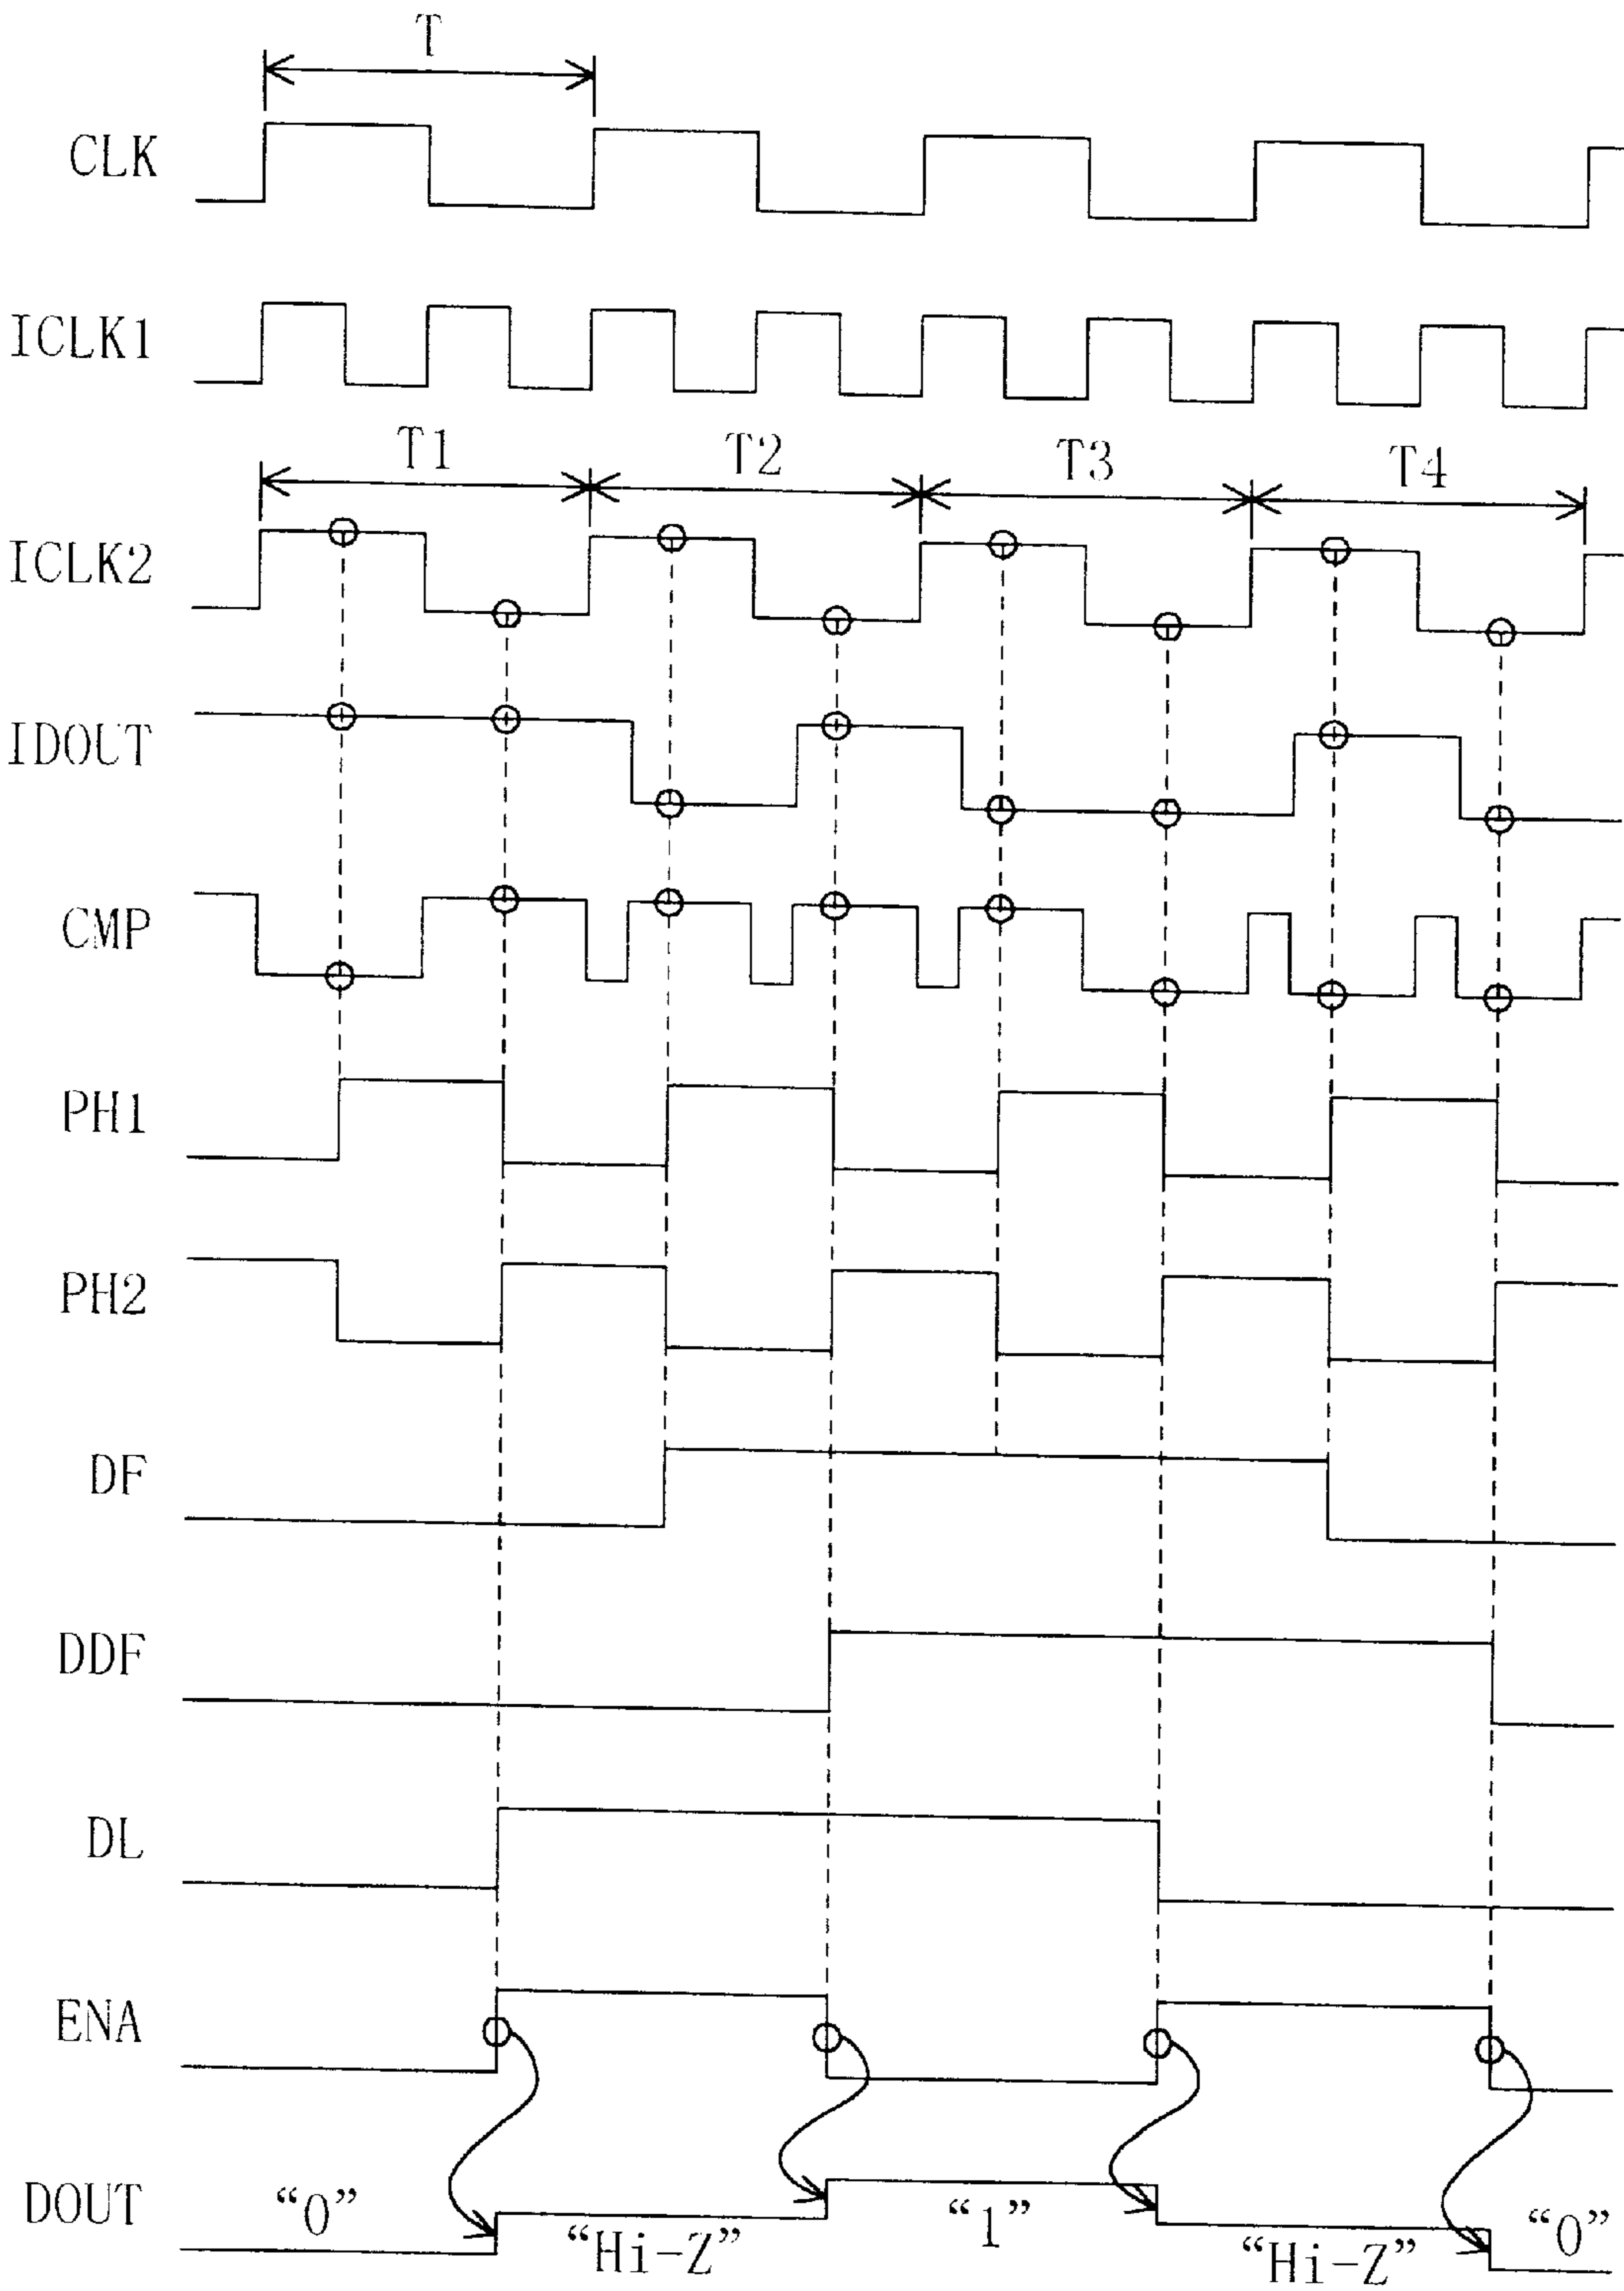 T
CLK
ICLK1
T1 T2 T3 T4
ICLK2
IDOUT
CMP
PH1
PH2
DF
DDF
DL
ENA
DOUT “0” “Hi-Z” “1” “Hi-Z” “0”